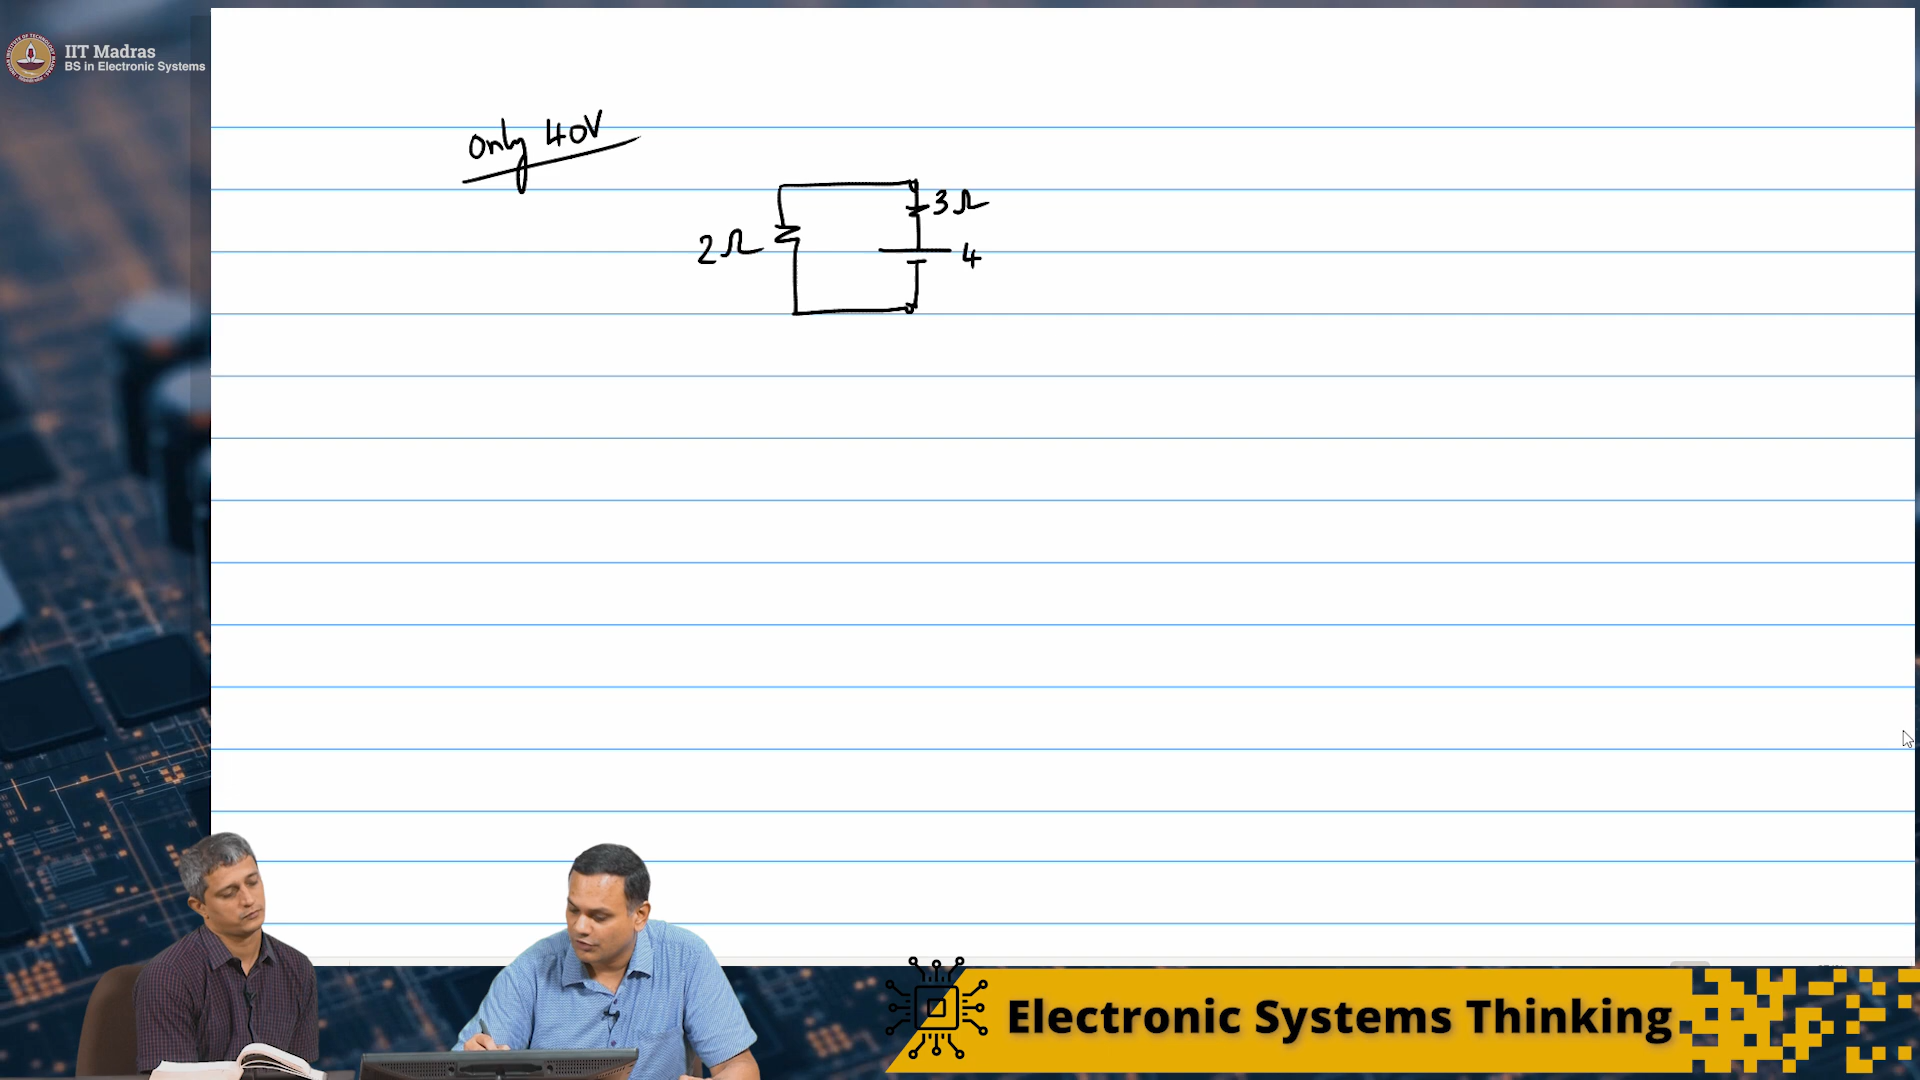 IIT Madras
BS in Electronic Systems
Only 40V
3Ω
2Ω
4
Electronic Systems Thinking